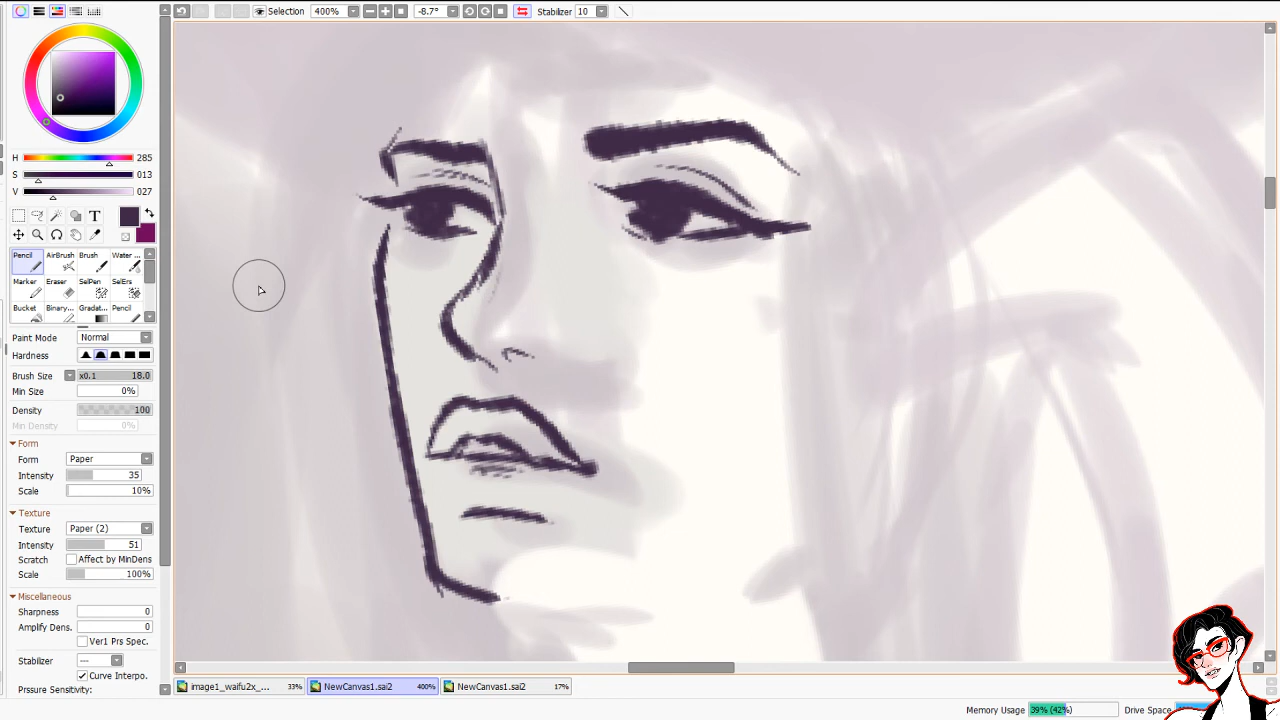 Selection 400% -8.7° Stabilizer 10
H 285
S 013
V 027
T
Pencil AirBrush Brush Water ...
Marker Eraser SelPen SelErs
Bucket Binary... Gradat... Pencil
Paint Mode Normal
Hardness
Brush Size x0.1 18.0
Min Size 0%
Density 100
Min Density 0%
Form
Form Paper
Intensity 35
Scale 10%
Texture
Texture Paper (2)
Intensity 51
Scratch Affect by MinDens
Scale 100%
Miscellaneous
Sharpness 0
Amplify Dens. 0
Ver1 Prs Spec.
Stabilizer ---
Curve Interpo.
Prssure Sensitivity:
image1_waifu2x_... 33% NewCanvas1.sai2 400% NewCanvas1.sai2 17%
Memory Usage 39% (42%) Drive Space